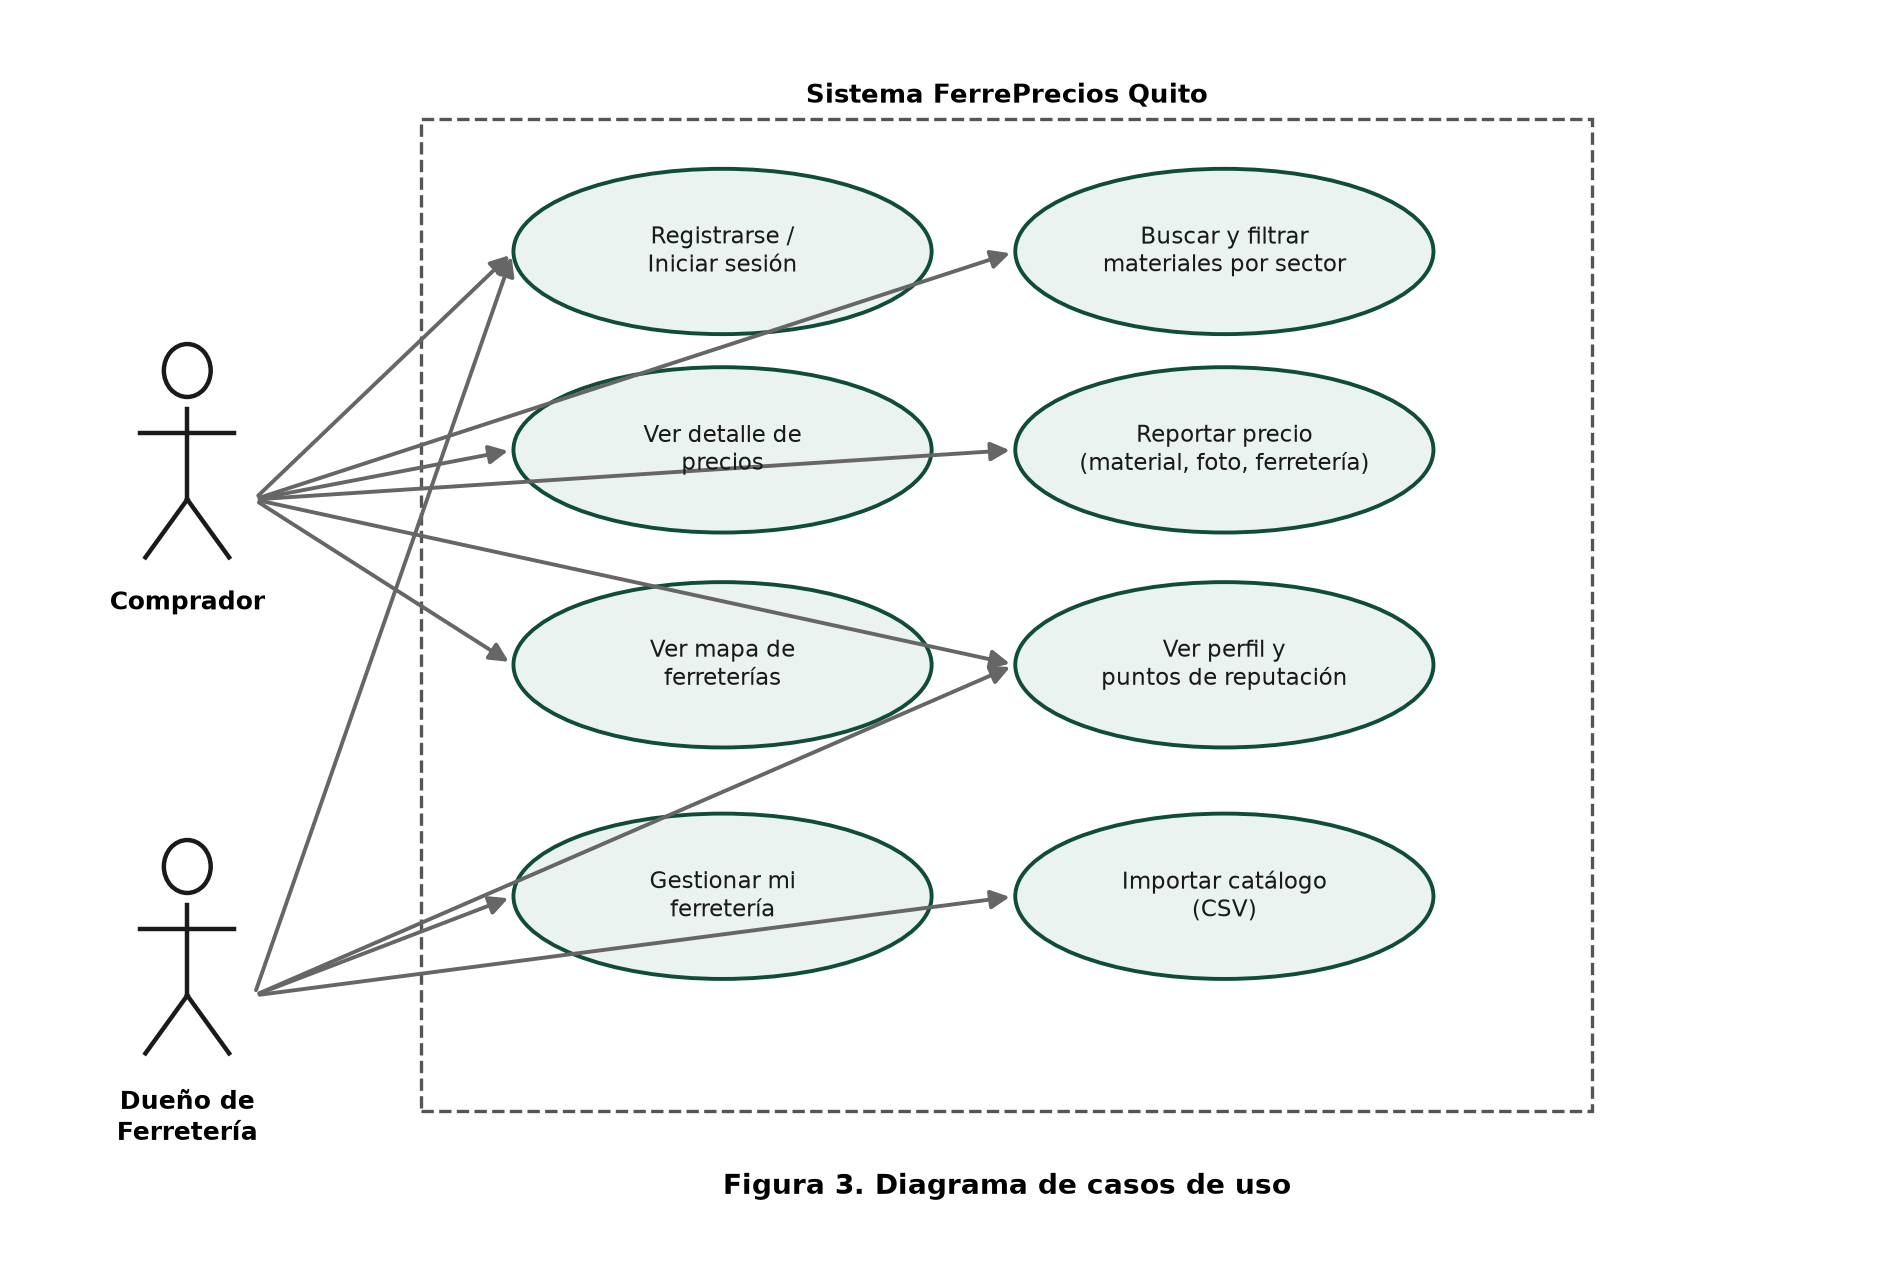 Sistema FerrePrecios Quito
Registrarse /
Iniciar sesión
Buscar y filtrar
materiales por sector
Ver detalle de
precios
Reportar precio
(material, foto, ferretería)
Comprador
Ver mapa de
ferreterías
Ver perfil y
puntos de reputación
Gestionar mi
ferretería
Importar catálogo
(CSV)
Dueño de
Ferretería
Figura 3. Diagrama de casos de uso